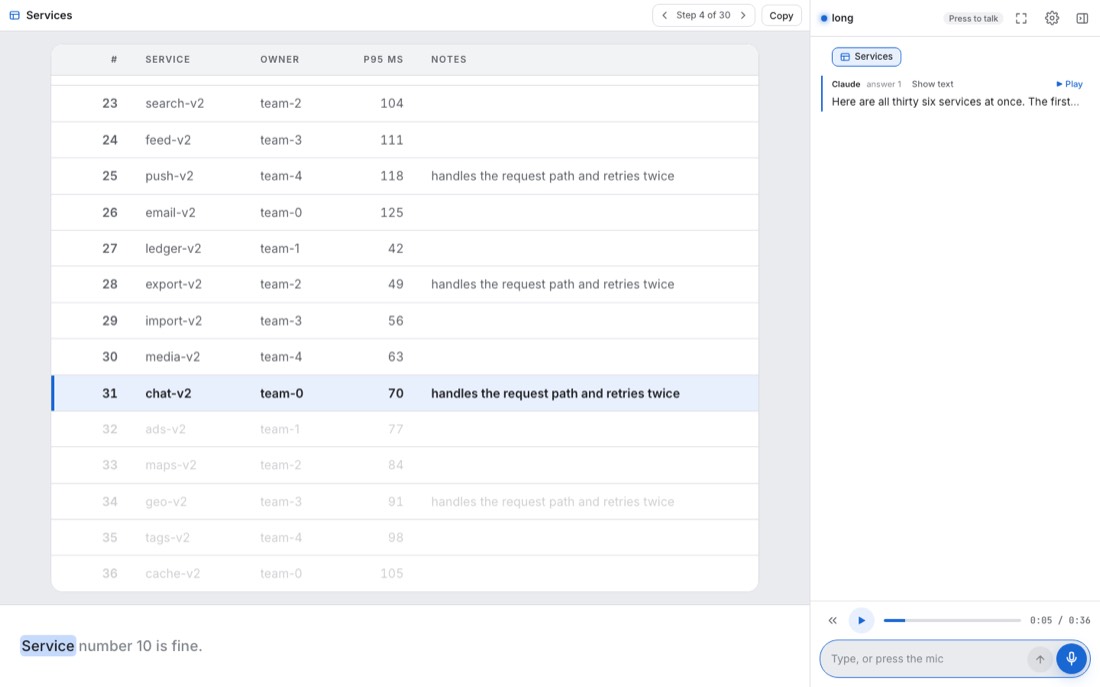 Services
Step 4 of 30
Copy
# SERVICE OWNER P95 MS NOTES
23 search-v2 team-2 104
24 feed-v2 team-3 111
25 push-v2 team-4 118 handles the request path and retries twice
26 email-v2 team-0 125
27 ledger-v2 team-1 42
28 export-v2 team-2 49 handles the request path and retries twice
29 import-v2 team-3 56
30 media-v2 team-4 63
31 chat-v2 team-0 70 handles the request path and retries twice
32 ads-v2 team-1 77
33 maps-v2 team-2 84
34 geo-v2 team-3 91 handles the request path and retries twice
35 tags-v2 team-4 98
36 cache-v2 team-0 105
Service number 10 is fine.
long
Press to talk
Services
Claude answer 1 Show text Play
Here are all thirty six services at once. The first...
0:05 / 0:36
Type, or press the mic